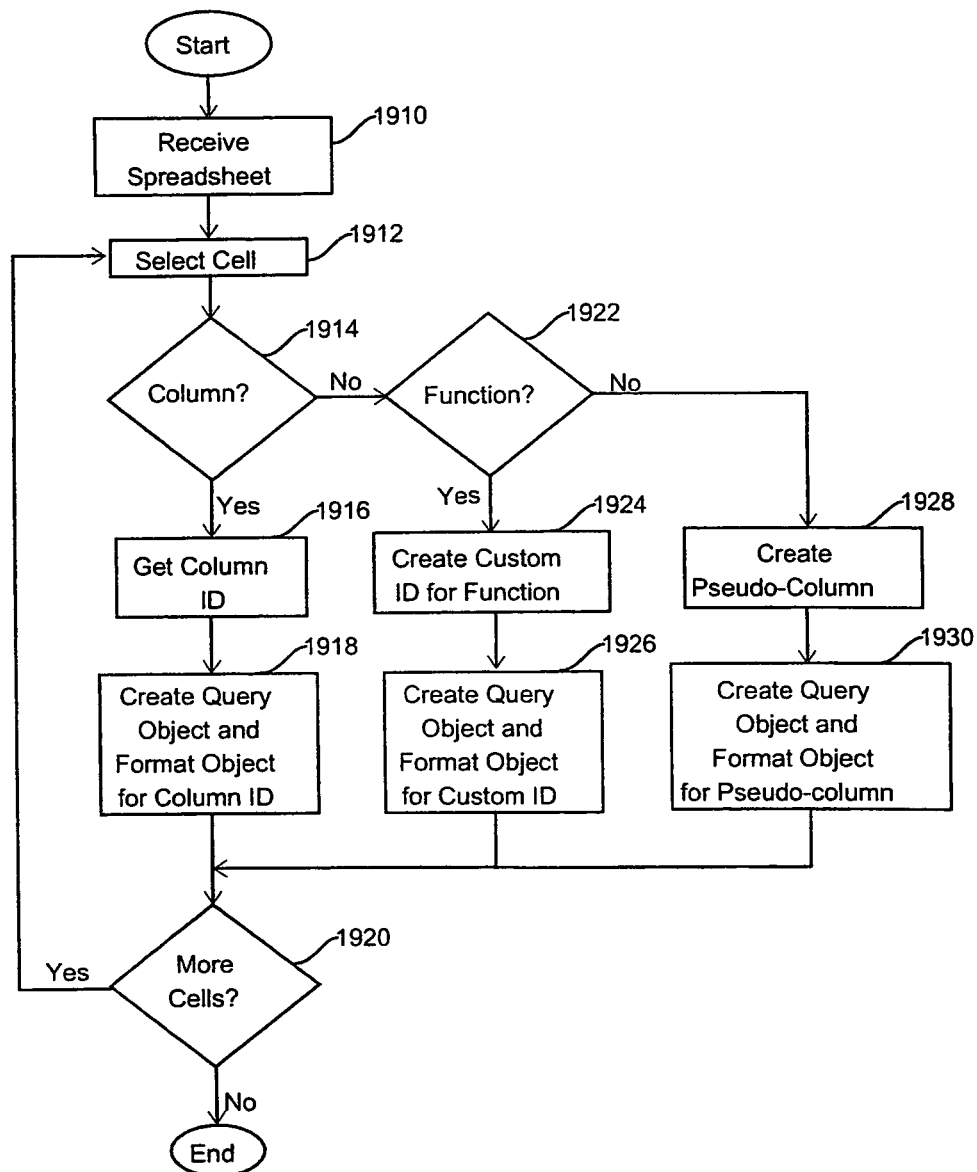 Start
1910
Receive
Spreadsheet
1912
Select Cell
1914
Column?
No
1922
Function?
No
Yes
1916
Get Column
ID
Yes
1924
Create Custom
ID for Function
1928
Create
Pseudo-Column
1918
Create Query
Object and
Format Object
for Column ID
1926
Create Query
Object and
Format Object
for Custom ID
1930
Create Query
Object and
Format Object
for Pseudo-column
1920
More
Cells?
Yes
No
End